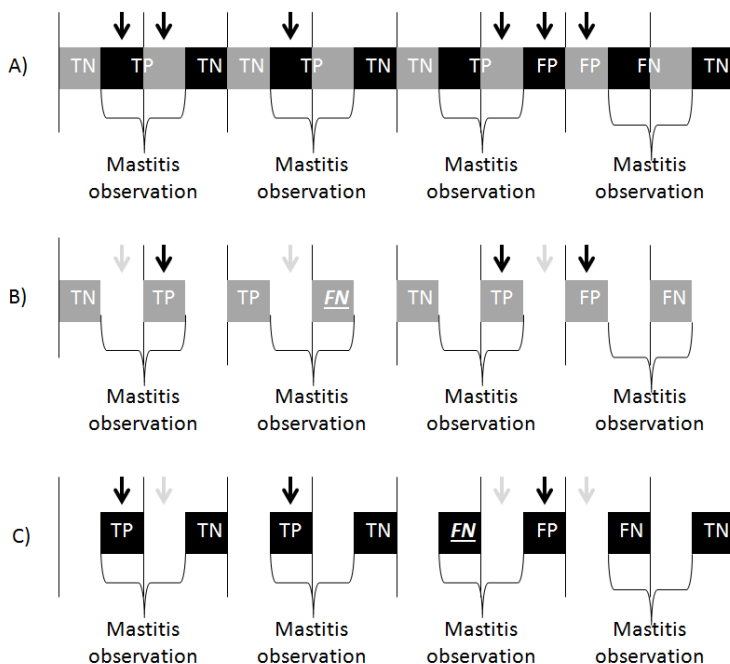 A) TN TP TN TN TP TN TN TP FP FP FN TN
Mastitis observation Mastitis observation Mastitis observation Mastitis observation
B) TN TP TP FN TN TP FP FN
Mastitis observation Mastitis observation Mastitis observation Mastitis observation
C) TP TN TP TN FN FP FN TN
Mastitis observation Mastitis observation Mastitis observation Mastitis observation